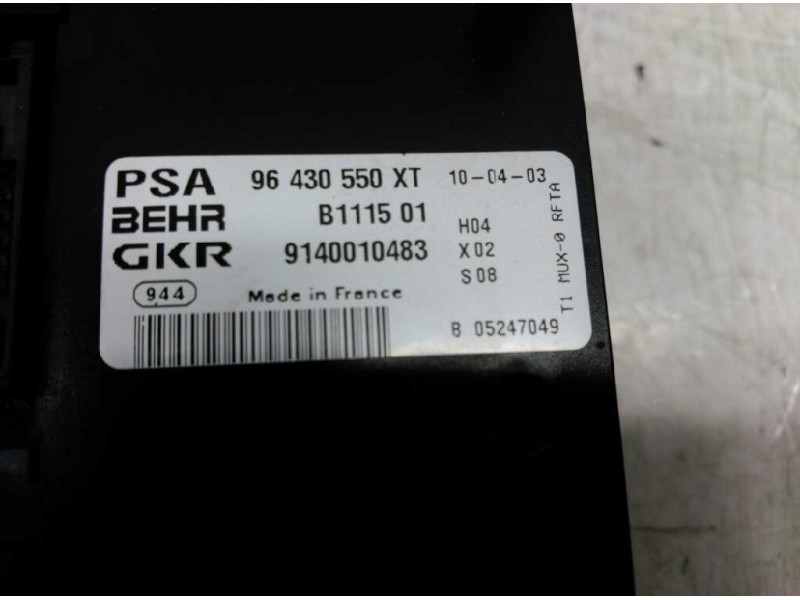 PSA 96 430 550 XT 10-04-03
BEHR B1115 01 H04
GKR 9140010483 X02
944 Made in France S08
B 05247049
T1 MUX-0 RFTA